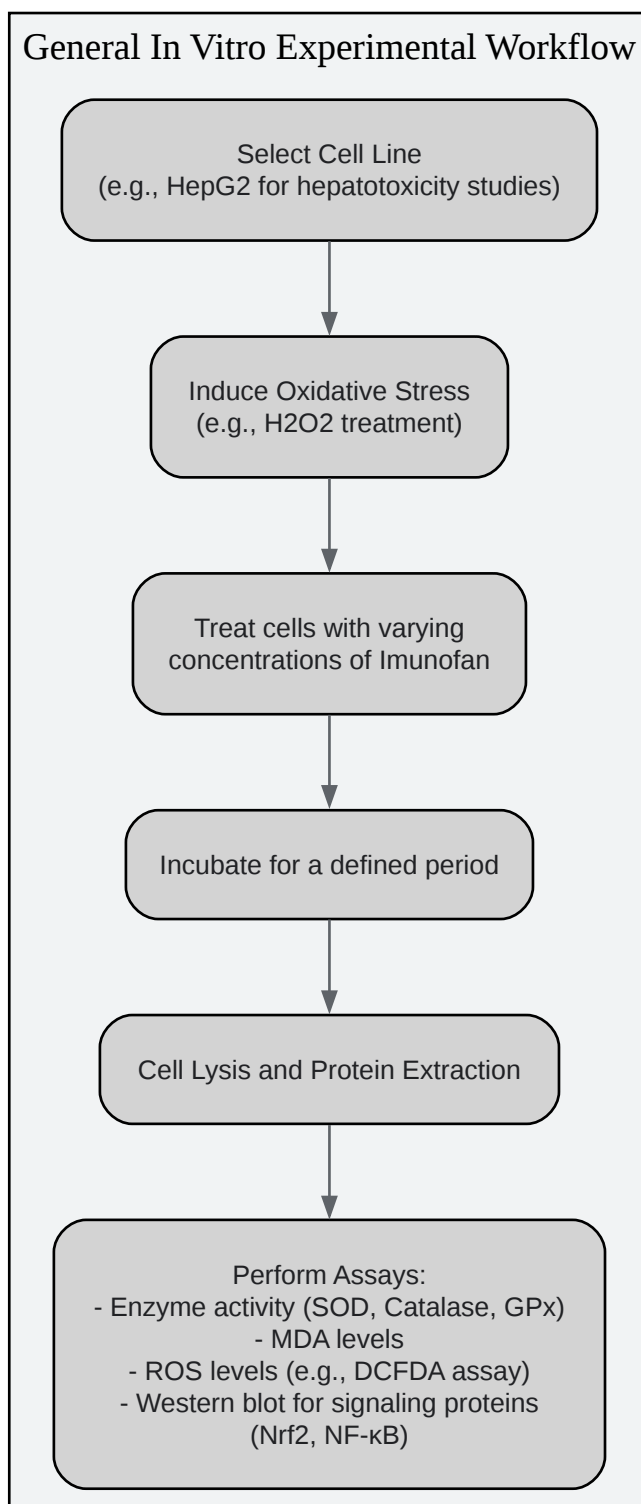 General In Vitro Experimental Workflow
Select Cell Line
(e.g., HepG2 for hepatotoxicity studies)
Induce Oxidative Stress
(e.g., H2O2 treatment)
Treat cells with varying
concentrations of Imunofan
Incubate for a defined period
Cell Lysis and Protein Extraction
Perform Assays:
- Enzyme activity (SOD, Catalase, GPx)
- MDA levels
- ROS levels (e.g., DCFDA assay)
- Western blot for signaling proteins
(Nrf2, NF-κB)